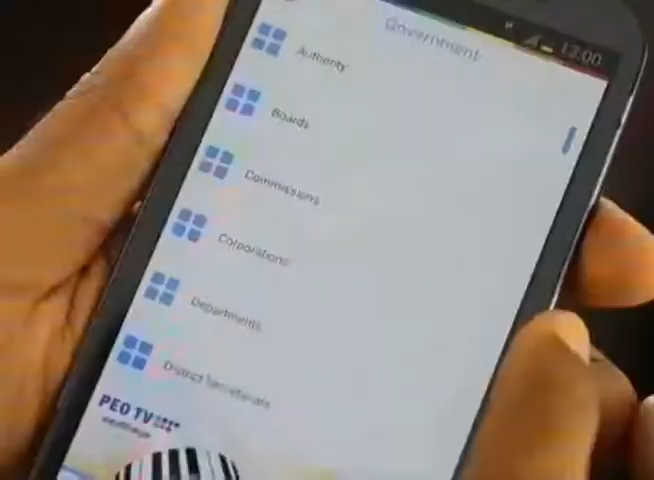 12:00
Government
Authority
Boards
Commissions
Corporations
Departments
District Secretariats
PEO TV